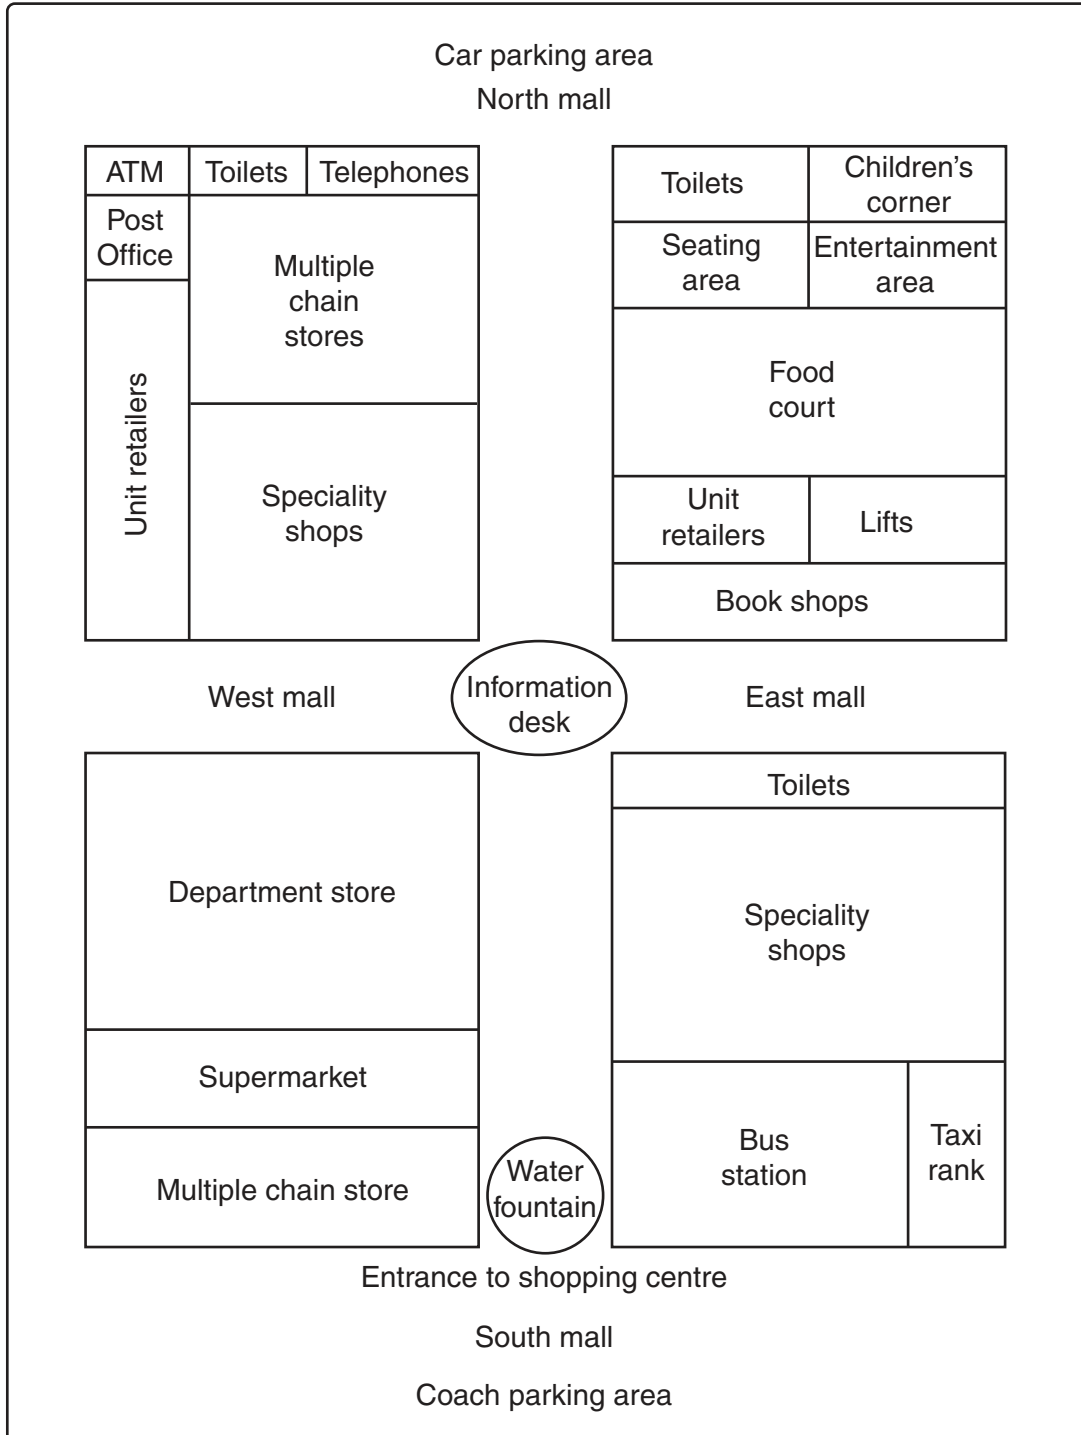 Car parking area
North mall
ATM
Toilets
Telephones
Post
Office
Multiple
chain
stores
Unit retailers
Speciality
shops
Toilets
Children’s
corner
Seating
area
Entertainment
area
Food
court
Unit
retailers
Lifts
Book shops
West mall
Information
desk
East mall
Department store
Supermarket
Multiple chain store
Water
fountain
Toilets
Speciality
shops
Bus
station
Taxi
rank
Entrance to shopping centre
South mall
Coach parking area